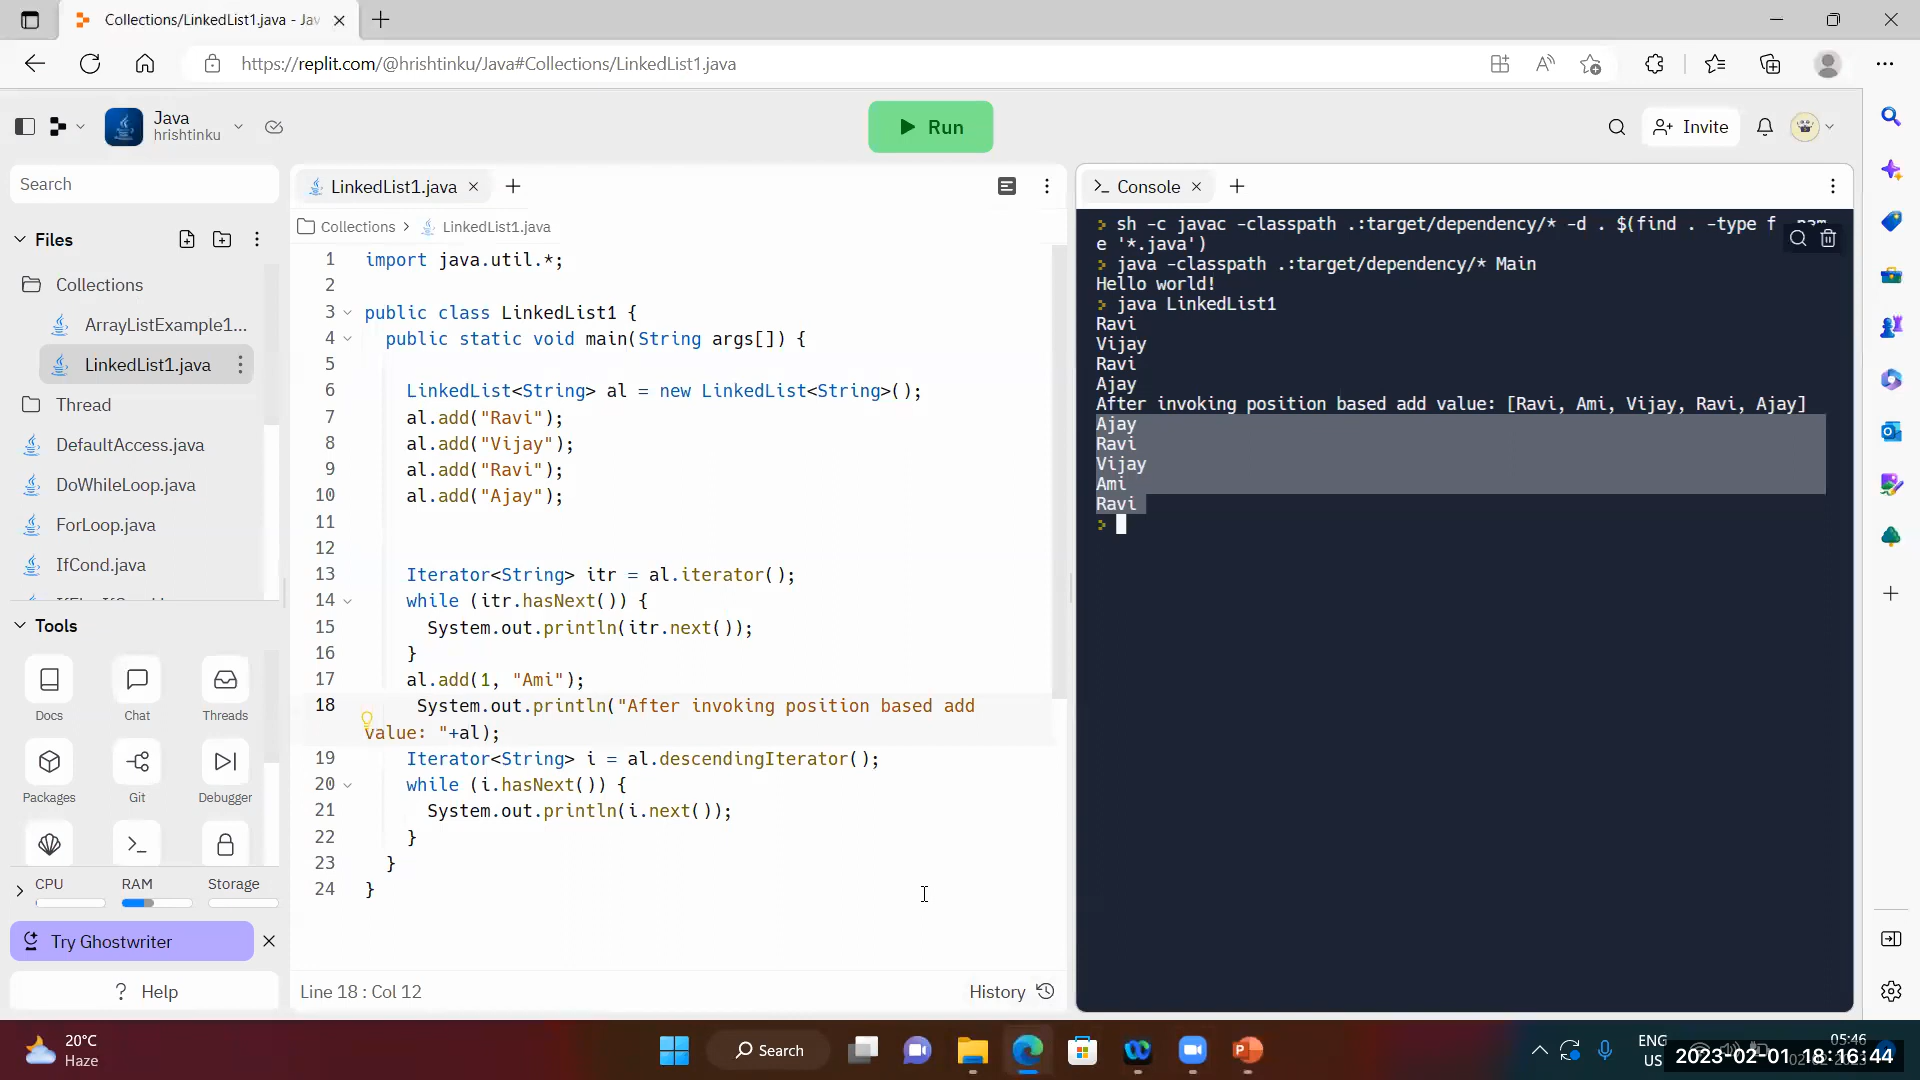 Collections/LinkedList1.java - Jav
https://replit.com/@hrishtinku/Java#Collections/LinkedList1.java
Java
hrishtinku
Run
Invite
Search
Files
Collections
ArrayListExample1...
LinkedList1.java
Thread
DefaultAccess.java
DoWhileLoop.java
ForLoop.java
IfCond.java
Tools
Docs
Chat
Threads
Packages
Git
Debugger
CPU
RAM
Storage
Try Ghostwriter
? Help
LinkedList1.java
Collections > LinkedList1.java
1 import java.util.*;
2
3 public class LinkedList1 {
4 public static void main(String args[]) {
5
6 LinkedList<String> al = new LinkedList<String>();
7 al.add("Ravi");
8 al.add("Vijay");
9 al.add("Ravi");
10 al.add("Ajay");
11
12
13 Iterator<String> itr = al.iterator();
14 while (itr.hasNext()) {
15 System.out.println(itr.next());
16 }
17 al.add(1, "Ami");
18 System.out.println("After invoking position based add
value: "+al);
19 Iterator<String> i = al.descendingIterator();
20 while (i.hasNext()) {
21 System.out.println(i.next());
22 }
23 }
24 }
Line 18 : Col 12
History
Console
> sh -c javac -classpath .:target/dependency/* -d . $(find . -type f -nam
e '*.java')
> java -classpath .:target/dependency/* Main
Hello world!
> java LinkedList1
Ravi
Vijay
Ravi
Ajay
After invoking position based add value: [Ravi, Ami, Vijay, Ravi, Ajay]
Ajay
Ravi
Vijay
Ami
Ravi
>
20°C
Haze
Search
ENG
US
05:46
2023-02-01 18:16:44